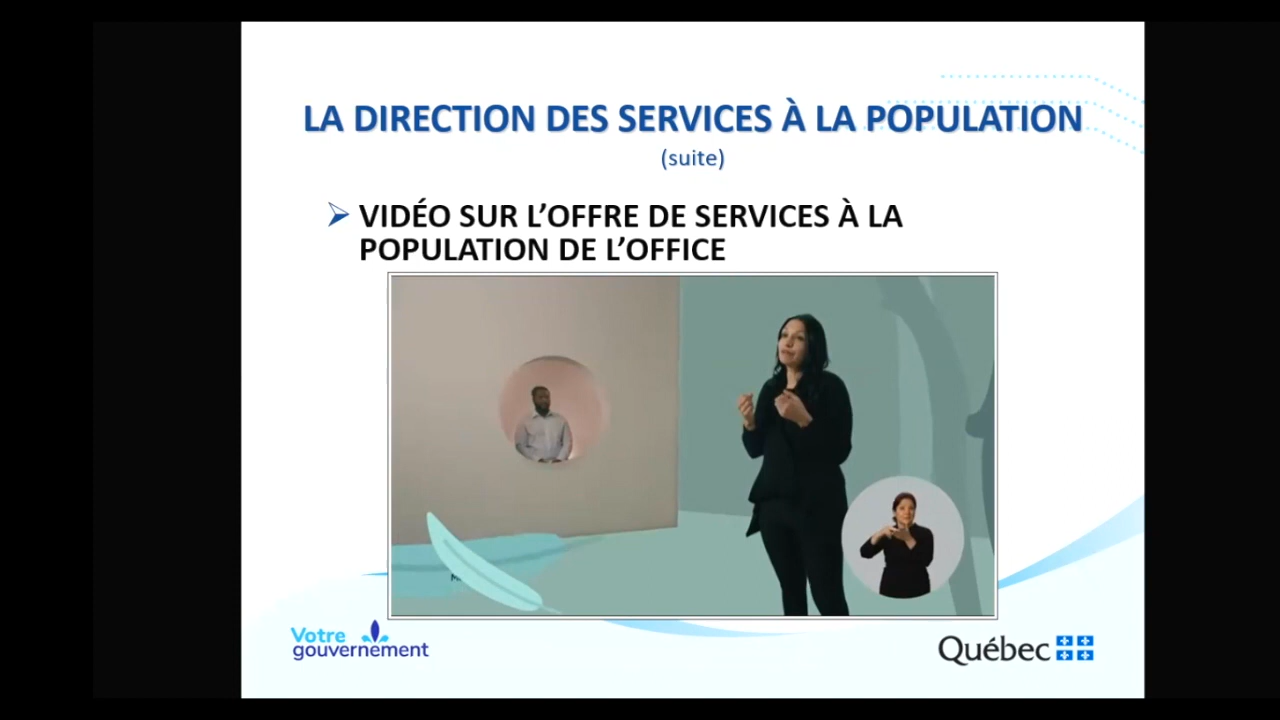 LA DIRECTION DES SERVICES À LA POPULATION
(suite)
VIDÉO SUR L’OFFRE DE SERVICES À LA
POPULATION DE L’OFFICE
Votre
gouvernement
Québec